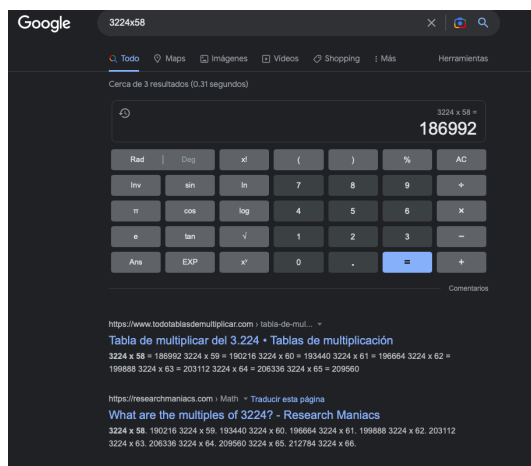 Google
3224x58
Todo Maps Imágenes Vídeos Shopping Más Herramientas
Cerca de 3 resultados (0.31 segundos)
3224 x 58 =
186992
Rad Deg x! ( ) % AC
Inv sin ln 7 8 9 ÷
π cos log 4 5 6 ×
e tan √ 1 2 3 −
Ans EXP xʸ 0 . = +
Comentarios
https://www.todotablasdemultiplicar.com › tabla-de-mul...
Tabla de multiplicar del 3.224 • Tablas de multiplicación
3224 x 58 = 186992 3224 x 59 = 190216 3224 x 60 = 193440 3224 x 61 = 196664 3224 x 62 =
199888 3224 x 63 = 203112 3224 x 64 = 206336 3224 x 65 = 209560
https://researchmaniacs.com › Math Traducir esta página
What are the multiples of 3224? - Research Maniacs
3224 x 58. 190216 3224 x 59. 193440 3224 x 60. 196664 3224 x 61. 199888 3224 x 62. 203112
3224 x 63. 206336 3224 x 64. 209560 3224 x 65. 212784 3224 x 66.